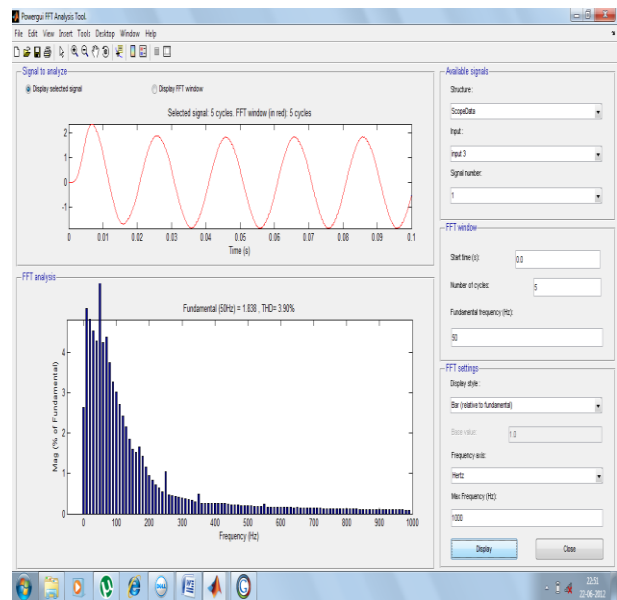 Powergui FFT Analysis Tool.
File Edit View Insert Tools Desktop Window Help
Signal to analyze
Display selected signal
Display FFT window
Selected signal: 5 cycles. FFT window (in red): 5 cycles
2
1
0
-1
0 0.01 0.02 0.03 0.04 0.05 0.06 0.07 0.08 0.09 0.1
Time (s)
FFT analysis
Fundamental (50Hz) = 1.838 , THD= 3.90%
Mag (% of Fundamental)
4
3
2
1
0
0 100 200 300 400 500 600 700 800 900 1000
Frequency (Hz)
Available signals
Structure :
ScopeData
Input :
input 3
Signal number:
1
FFT window
Start time (s):
0.0
Number of cycles:
5
Fundamental frequency (Hz):
50
FFT settings
Display style :
Bar (relative to fundamental)
Base value:
1.0
Frequency axis:
Hertz
Max Frequency (Hz):
1000
Display
Close
DELL
22:51
22-06-2012